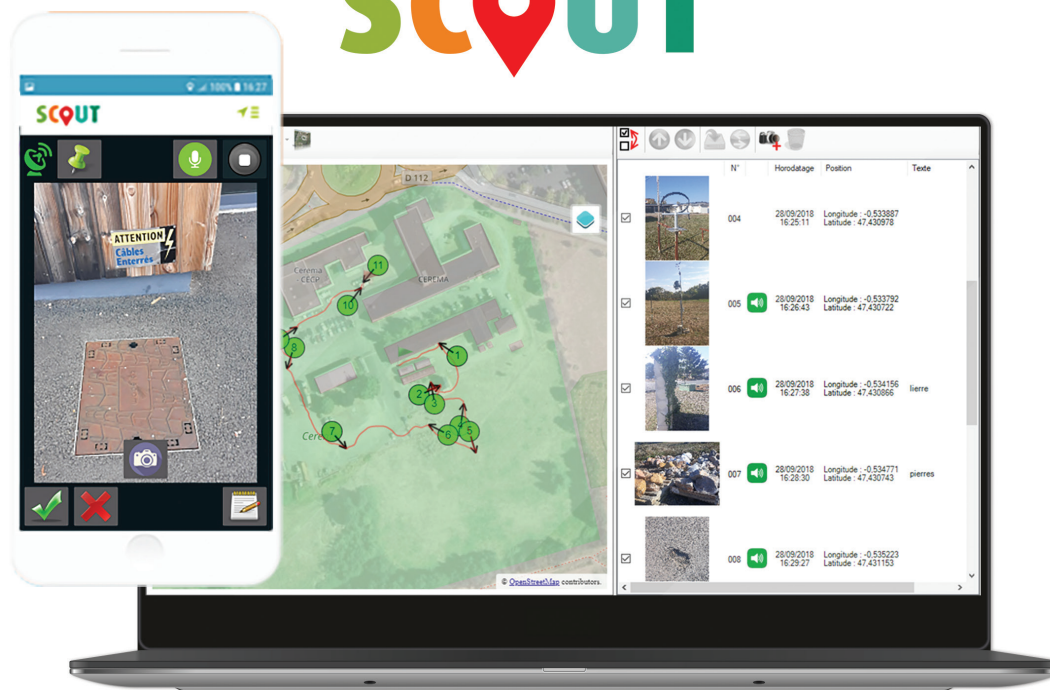 SCOUT
100% 16:27
SCOUT
ATTENTION
Câbles
Enterrés
D 112
Cerema
- CEOP
CEREMA
11
10
8
1
2
3
5
6
7
© OpenStreetMap contributors.
N° Horodatage Position Texte
004 28/09/2018 16:25:11 Longitude : -0,533887
Latitude : 47,430978
005 28/09/2018 16:26:43 Longitude : -0,533792
Latitude : 47,430722
006 28/09/2018 16:27:38 Longitude : -0,534156 lierre
Latitude : 47,430866
007 28/09/2018 16:28:30 Longitude : -0,534771 pierres
Latitude : 47,430743
008 28/09/2018 16:29:27 Longitude : -0,535223
Latitude : 47,431153